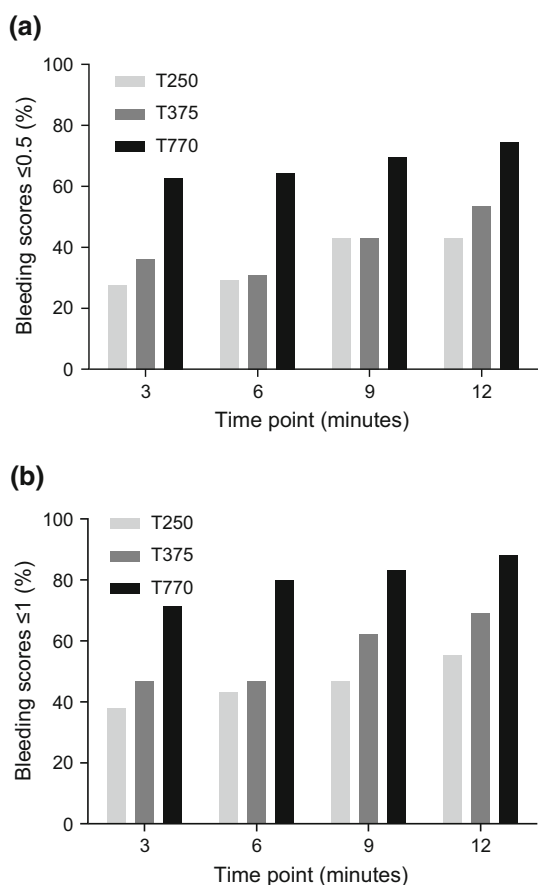 (a)
Bleeding scores ≤0.5 (%)
100
80
60
40
20
0
T250
T375
T770
3 6 9 12
Time point (minutes)
(b)
Bleeding scores ≤1 (%)
100
80
60
40
20
0
T250
T375
T770
3 6 9 12
Time point (minutes)